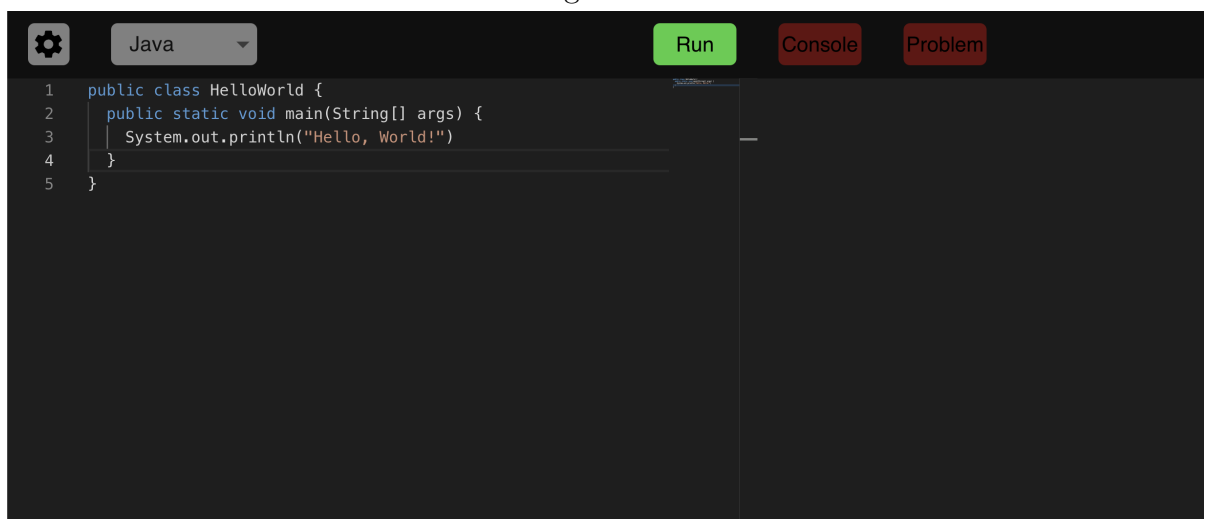 Java Run Console Problem
1 public class HelloWorld {
2 public static void main(String[] args) {
3 System.out.println("Hello, World!")
4 }
5 }